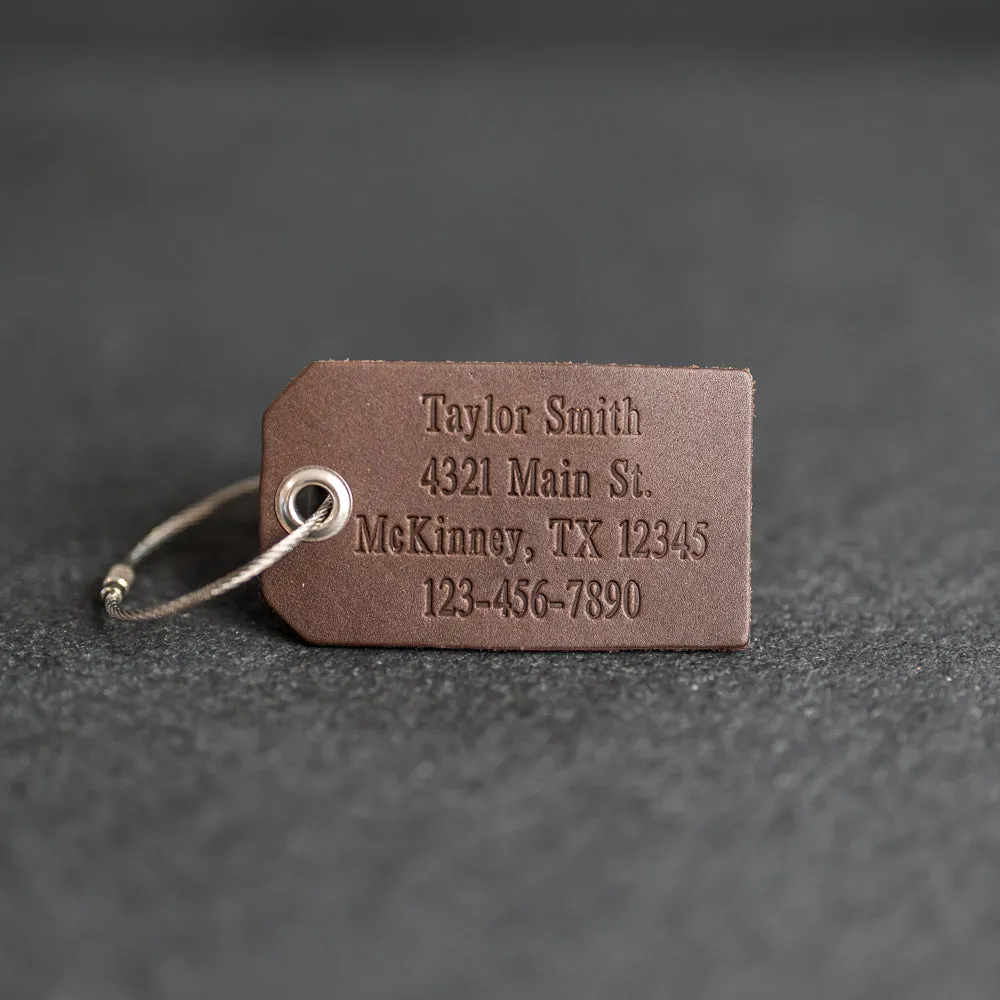 Taylor Smith
4321 Main St.
McKinney, TX 12345
123-456-7890